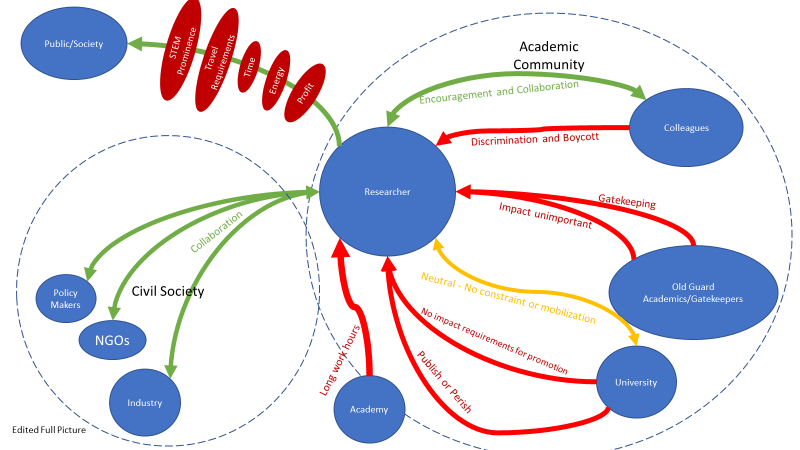 Public/Society
STEM
Prominence
Travel
Requirements
Time
Energy
Profit
Academic
Community
Encouragement and Collaboration
Colleagues
Discrimination and Boycott
Researcher
Gatekeeping
Impact unimportant
Collaboration
Old Guard
Academics/Gatekeepers
Neutral - No constraint or mobilization
Policy
Makers
Civil Society
NGOs
No impact requirements for promotion
Publish or Perish
Long work hours
University
Industry
Academy
Edited Full Picture